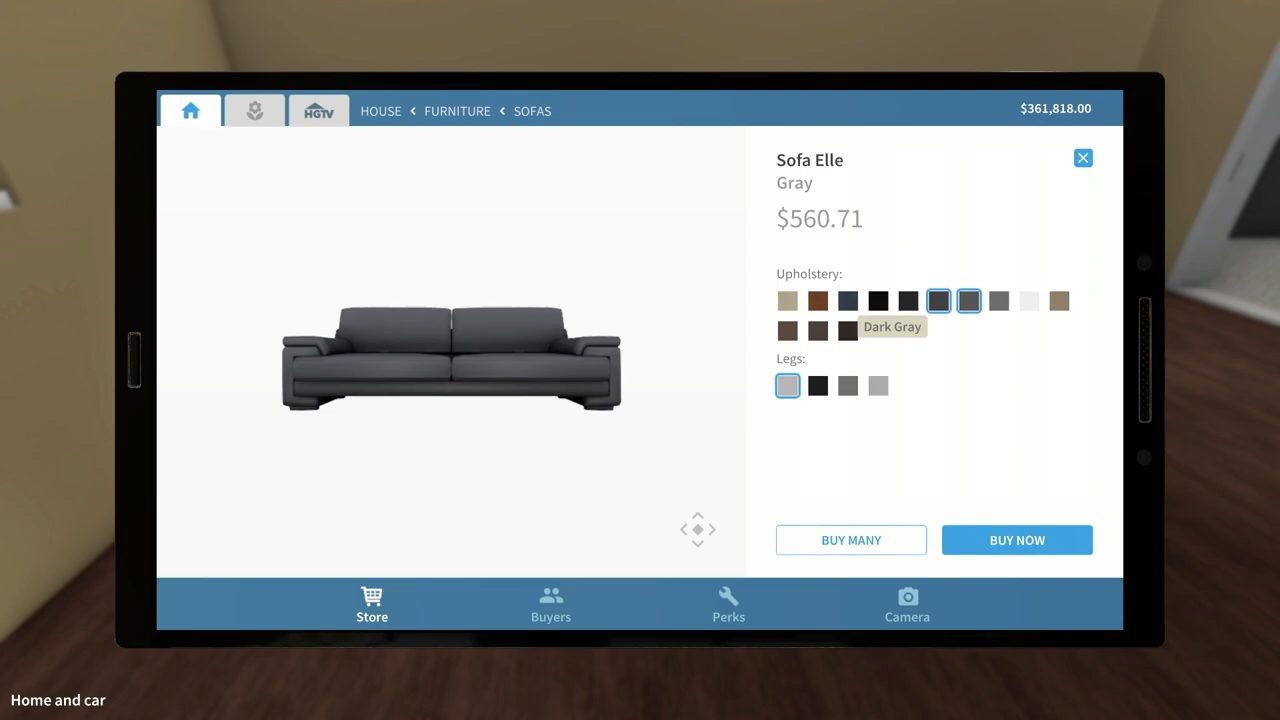 HGTV
HOUSE < FURNITURE < SOFAS
$361,818.00
Sofa Elle
Gray
$560.71
Upholstery:
Dark Gray
Legs:
BUY MANY
BUY NOW
Store
Buyers
Perks
Camera
Home and car